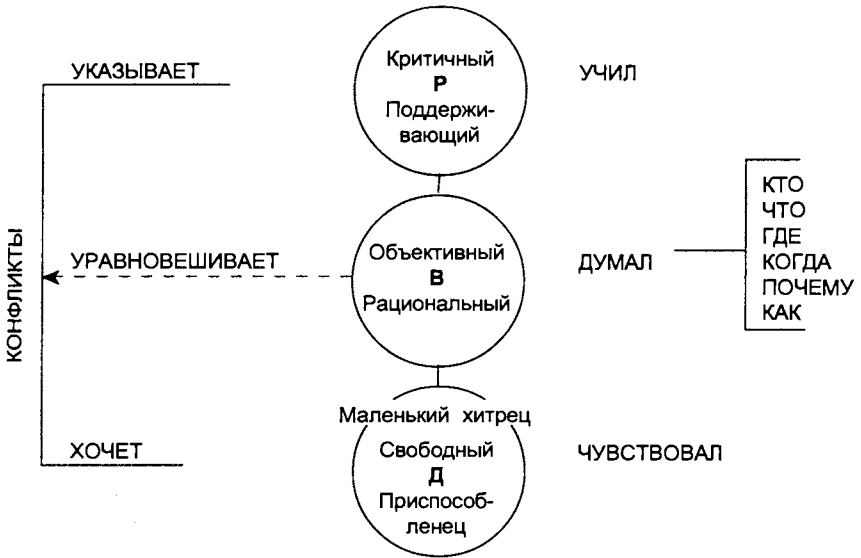 Критичный
Р
Поддержи-
вающий
УКАЗЫВАЕТ
УЧИЛ
КОНФЛИКТЫ
УРАВНОВЕШИВАЕТ
Объективный
В
Рациональный
ДУМАЛ
КТО
ЧТО
ГДЕ
КОГДА
ПОЧЕМУ
КАК
Маленький хитрец
Свободный
Д
Приспособ-
ленец
ХОЧЕТ
ЧУВСТВОВАЛ